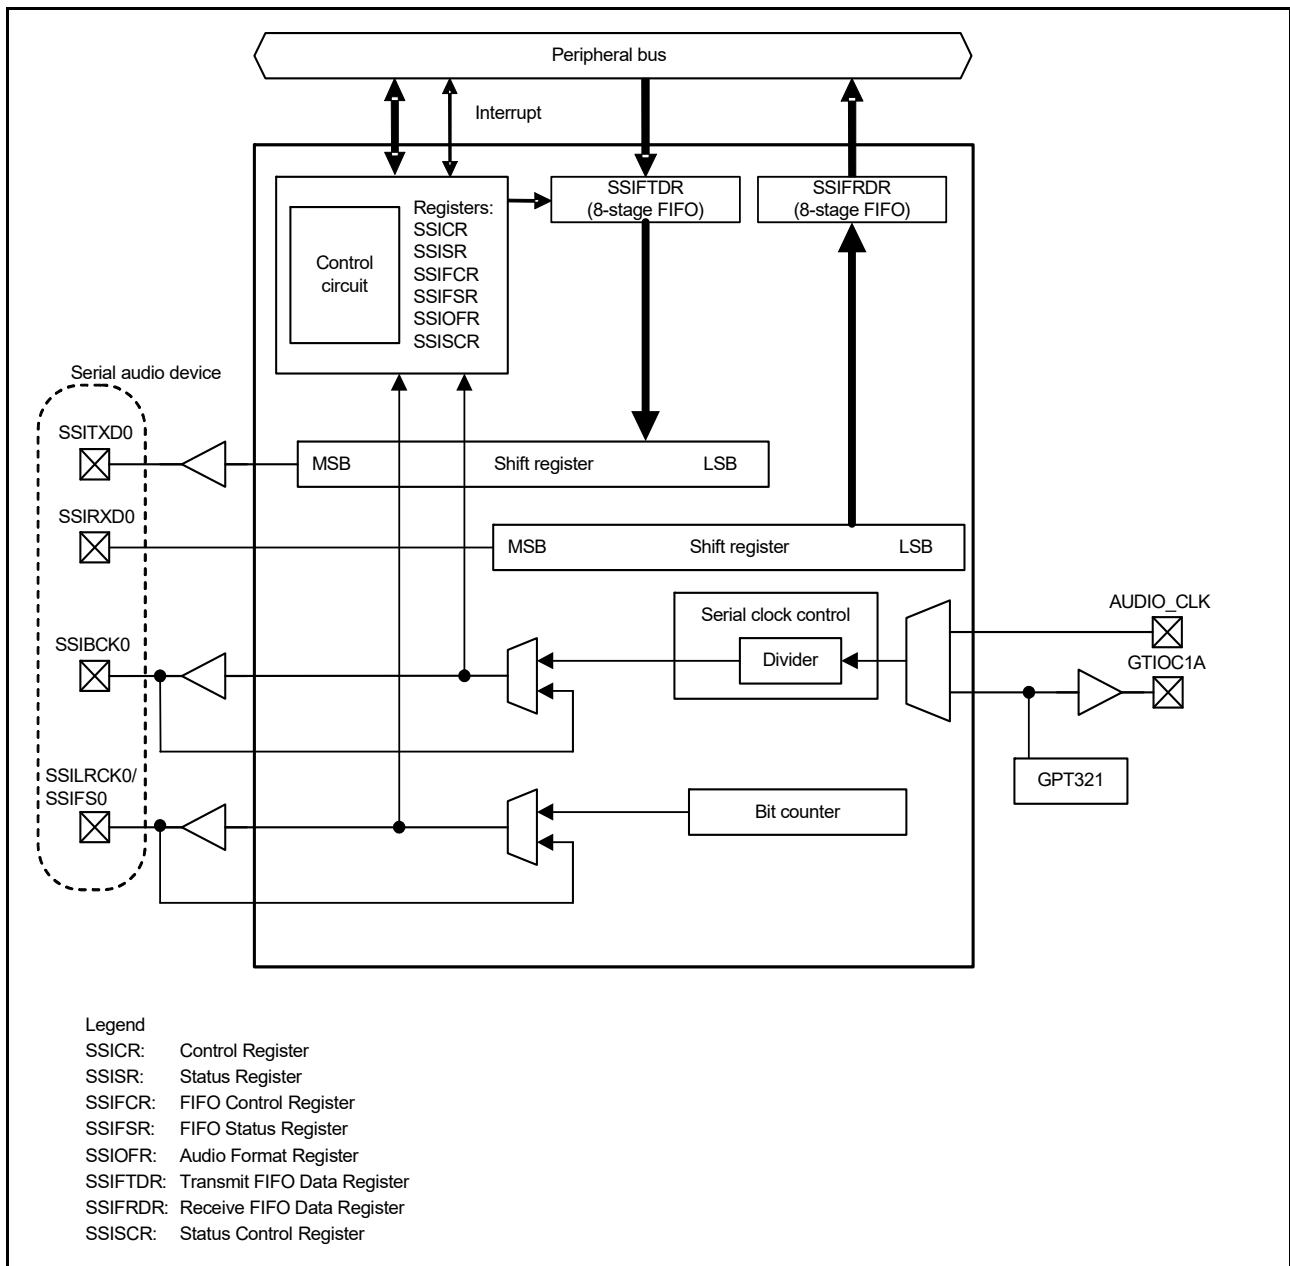 Peripheral bus
Interrupt
SSIFTDR
(8-stage FIFO)
SSIFRDR
(8-stage FIFO)
Registers:
SSICR
SSISR
SSIFCR
SSIFSR
SSIOFR
SSISCR
Control
circuit
Serial audio device
SSITXD0
MSB Shift register LSB
SSIRXD0
MSB Shift register LSB
Serial clock control
Divider
AUDIO_CLK
GTIOC1A
SSIBCK0
GPT321
SSILRCK0/
SSIFS0
Bit counter
Legend
SSICR: Control Register
SSISR: Status Register
SSIFCR: FIFO Control Register
SSIFSR: FIFO Status Register
SSIOFR: Audio Format Register
SSIFTDR: Transmit FIFO Data Register
SSIFRDR: Receive FIFO Data Register
SSISCR: Status Control Register